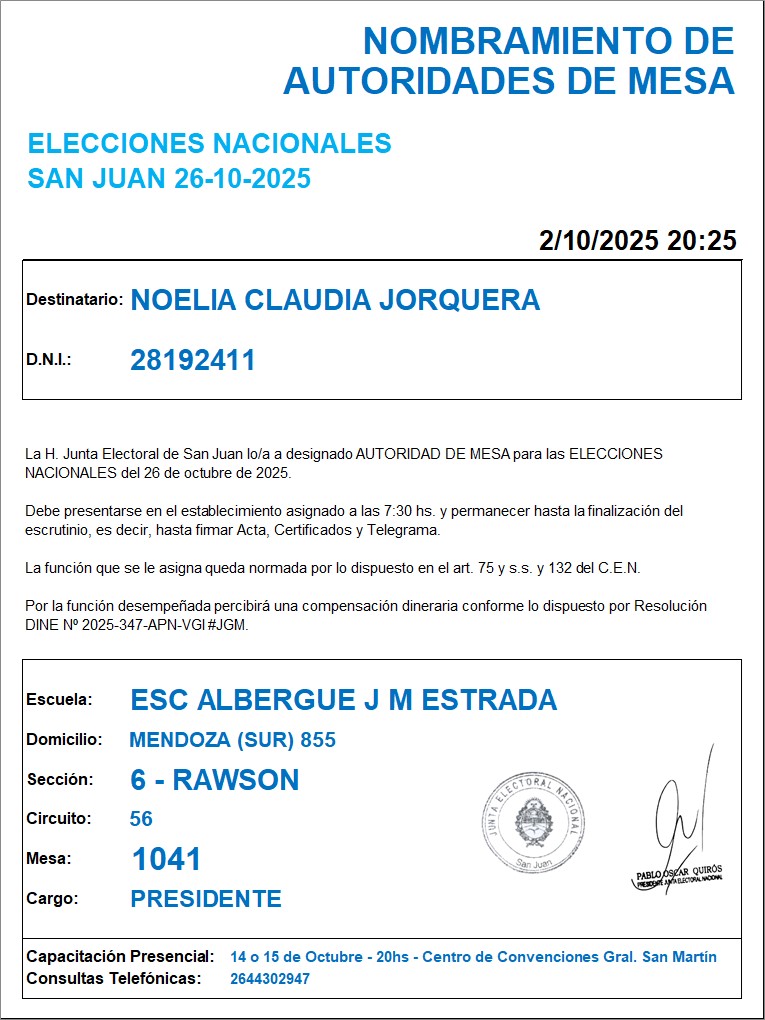 NOMBRAMIENTO DE
AUTORIDADES DE MESA
ELECCIONES NACIONALES
SAN JUAN 26-10-2025
2/10/2025 20:25
Destinatario: NOELIA CLAUDIA JORQUERA
D.N.I.: 28192411
La H. Junta Electoral de San Juan lo/a a designado AUTORIDAD DE MESA para las ELECCIONES
NACIONALES del 26 de octubre de 2025.
Debe presentarse en el establecimiento asignado a las 7:30 hs. y permanecer hasta la finalización del
escrutinio, es decir, hasta firmar Acta, Certificados y Telegrama.
La función que se le asigna queda normada por lo dispuesto en el art. 75 y s.s. y 132 del C.E.N.
Por la función desempeñada percibirá una compensación dineraria conforme lo dispuesto por Resolución
DINE Nº 2025-347-APN-VGI#JGM.
Escuela: ESC ALBERGUE J M ESTRADA
Domicilio: MENDOZA (SUR) 855
Sección: 6 - RAWSON
Circuito: 56
Mesa: 1041
Cargo: PRESIDENTE
JUNTA ELECTORAL NACIONAL
San Juan
PABLO OSCAR QUIRÓS
PRESIDENTE JUNTA ELECTORAL NACIONAL
Capacitación Presencial: 14 o 15 de Octubre - 20hs - Centro de Convenciones Gral. San Martín
Consultas Telefónicas: 2644302947